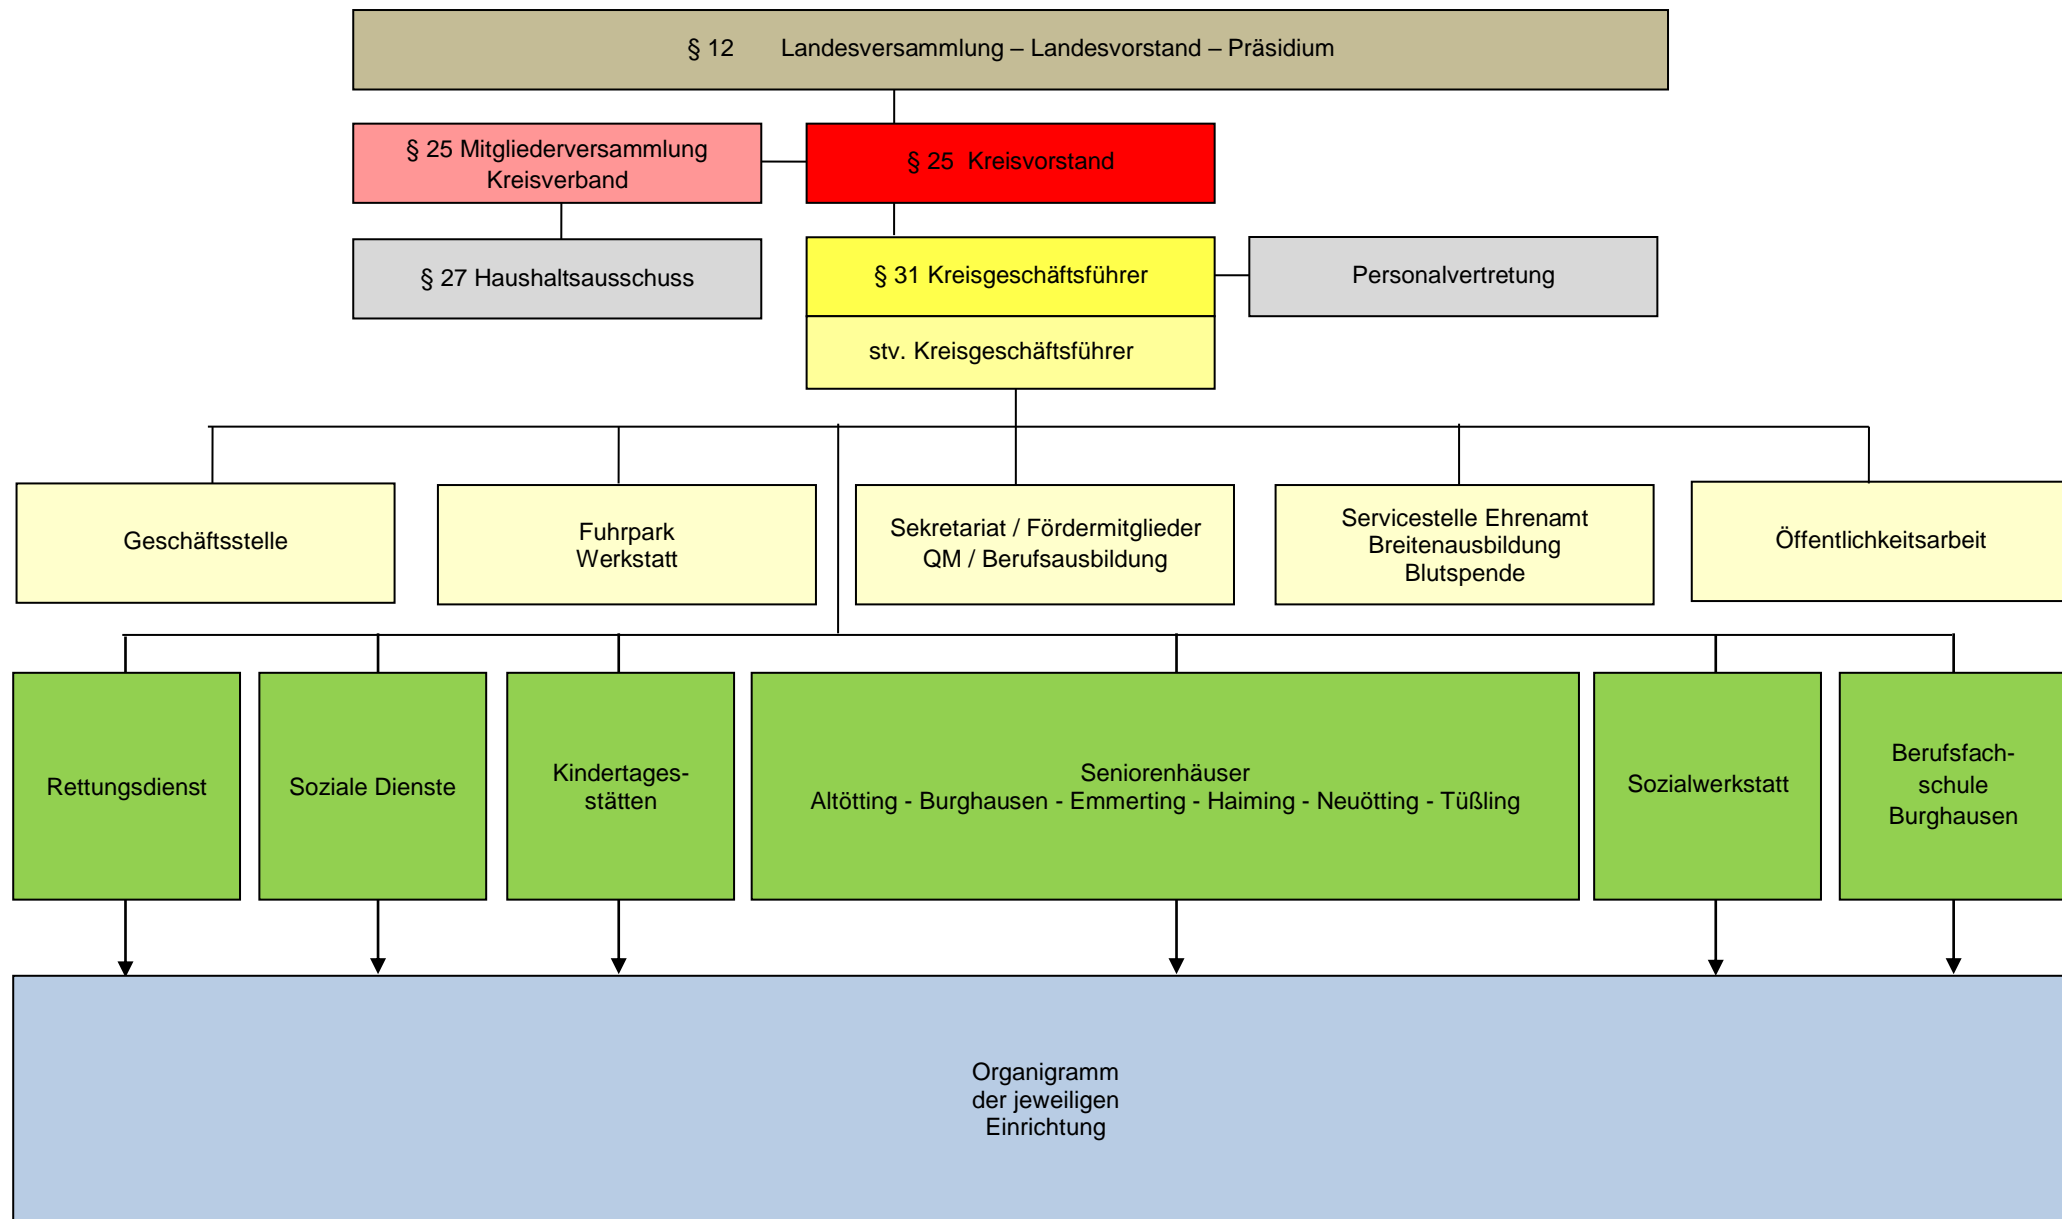 § 12 Landesversammlung – Landesvorstand – Präsidium
§ 25 Mitgliederversammlung
Kreisverband
§ 25 Kreisvorstand
§ 27 Haushaltsausschuss
§ 31 Kreisgeschäftsführer
Personalvertretung
stv. Kreisgeschäftsführer
Geschäftsstelle
Fuhrpark
Werkstatt
Sekretariat / Fördermitglieder
QM / Berufsausbildung
Servicestelle Ehrenamt
Breitenausbildung
Blutspende
Öffentlichkeitsarbeit
Rettungsdienst
Soziale Dienste
Kindertages-
stätten
Seniorenhäuser
Altötting - Burghausen - Emmerting - Haiming - Neuötting - Tüßling
Sozialwerkstatt
Berufsfach-
schule
Burghausen
Organigramm
der jeweiligen
Einrichtung